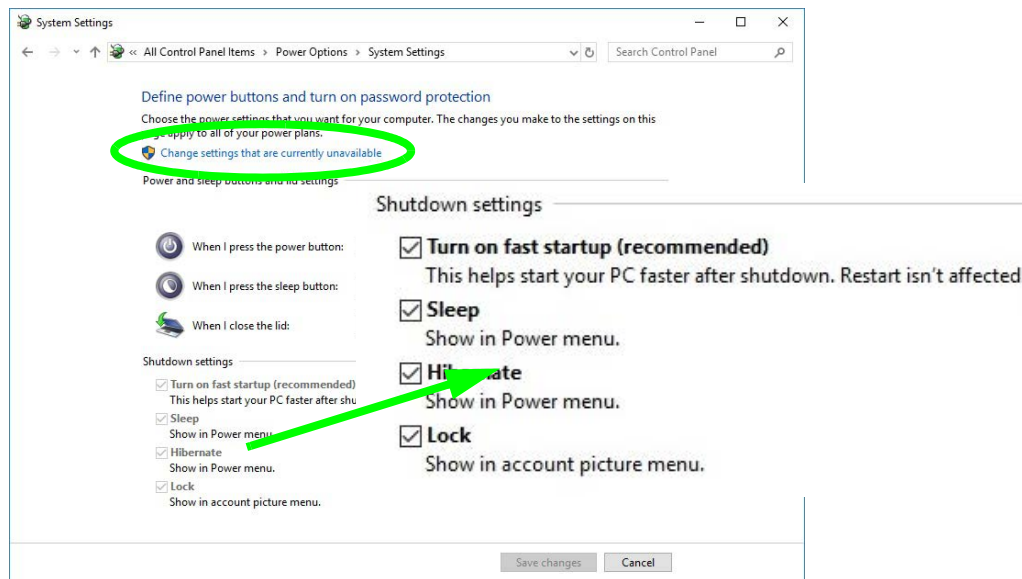 System Settings
« All Control Panel Items > Power Options > System Settings
Search Control Panel
Define power buttons and turn on password protection
Choose the power settings that you want for your computer. The changes you make to the settings on this
page apply to all of your power plans.
Change settings that are currently unavailable
Power and sleep buttons and lid settings
When I press the power button:
When I press the sleep button:
When I close the lid:
Shutdown settings
Turn on fast startup (recommended)
This helps start your PC faster after shu
Sleep
Show in Power menu.
Hibernate
Show in Power menu.
Lock
Show in account picture menu.
Shutdown settings
Turn on fast startup (recommended)
This helps start your PC faster after shutdown. Restart isn't affected
Sleep
Show in Power menu.
Hibernate
Show in Power menu.
Lock
Show in account picture menu.
Save changes
Cancel